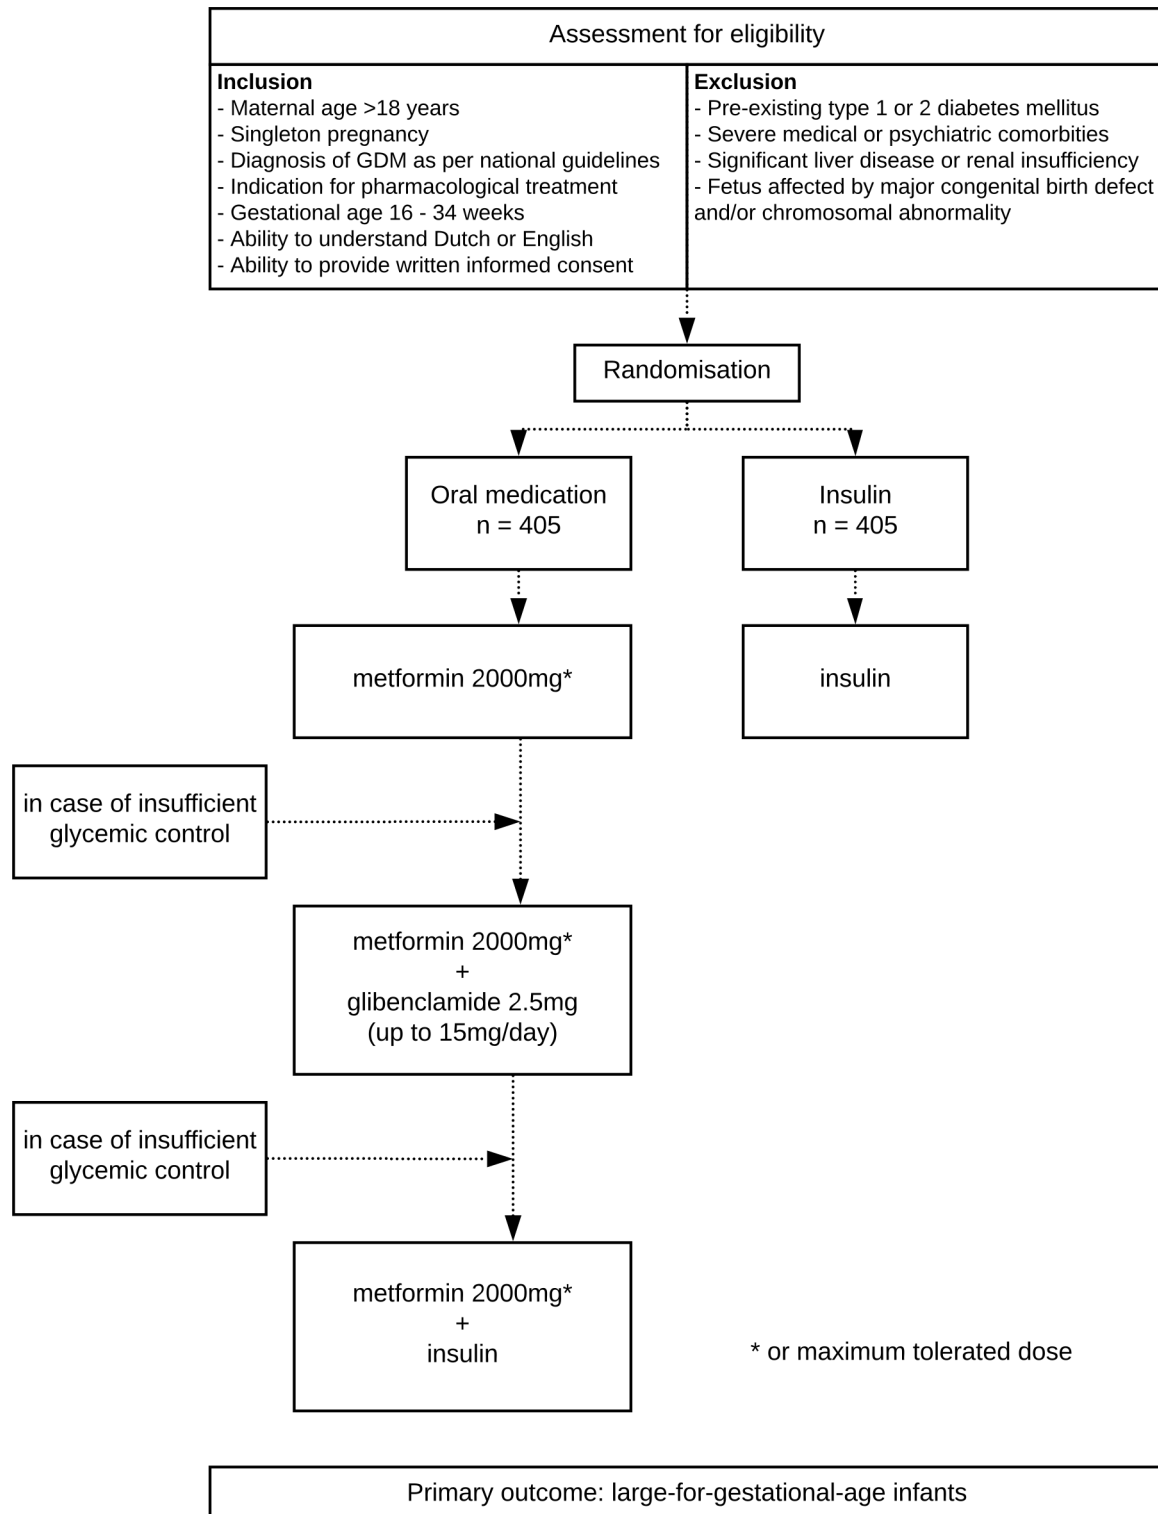 Assessment for eligibility
Inclusion
- Maternal age >18 years
- Singleton pregnancy
- Diagnosis of GDM as per national guidelines
- Indication for pharmacological treatment
- Gestational age 16 - 34 weeks
- Ability to understand Dutch or English
- Ability to provide written informed consent
Exclusion
- Pre-existing type 1 or 2 diabetes mellitus
- Severe medical or psychiatric comorbities
- Significant liver disease or renal insufficiency
- Fetus affected by major congenital birth defect
and/or chromosomal abnormality
Randomisation
Oral medication
n = 405
Insulin
n = 405
metformin 2000mg*
insulin
in case of insufficient
glycemic control
metformin 2000mg*
+
glibenclamide 2.5mg
(up to 15mg/day)
in case of insufficient
glycemic control
metformin 2000mg*
+
insulin
* or maximum tolerated dose
Primary outcome: large-for-gestational-age infants